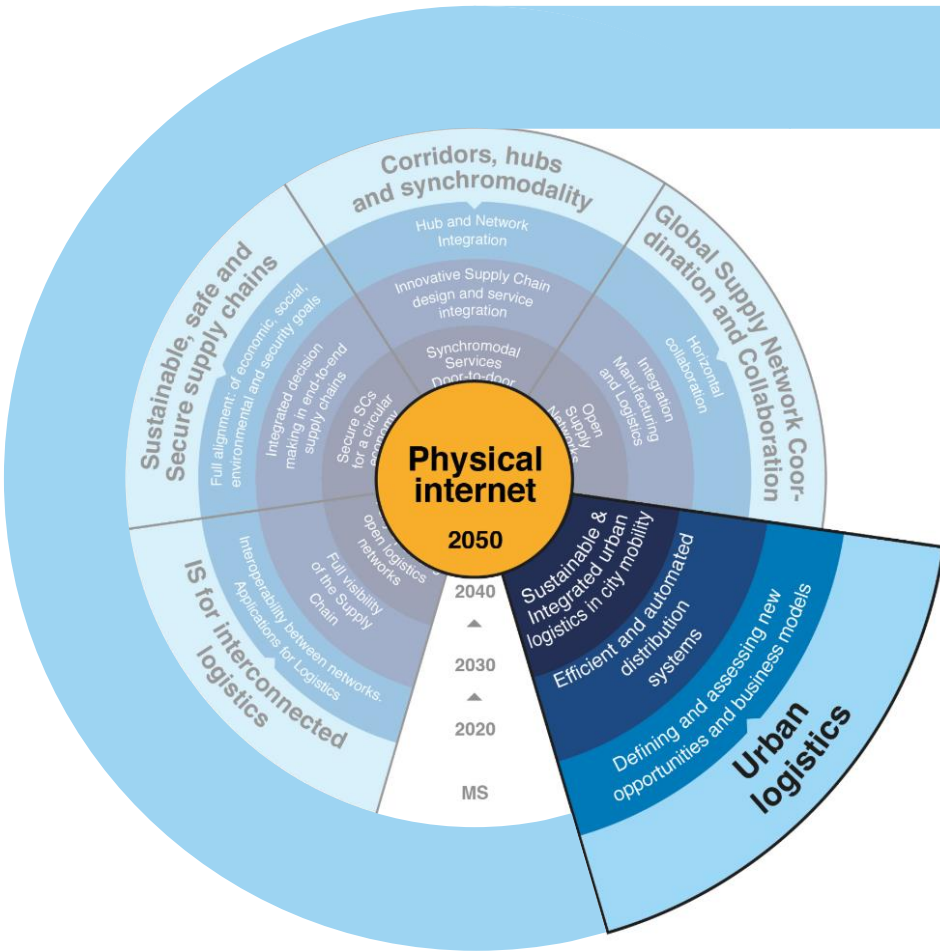 Corridors, hubs
and synchromodality
Hub and Network
Integration
Innovative Supply Chain
design and service
integration
Synchromodal
Services
Door-to-door
Global Supply Network Coor-
dination and Collaboration
Horizontal
collaboration
Integration
Manufacturing
and Logistics
Open
Supply
Networks
Urban
logistics
Defining and assessing new
opportunities and business models
Efficient and automated
distribution
systems
Sustainable &
Integrated urban
logistics in city mobility
IS for interconnected
logistics
Interoperability between networks.
Applications for Logistics
Full visibility
of the Supply
Chain
open logistics
networks
Sustainable, safe and
Secure supply chains
Full alignment: of economic, social,
environmental and security goals
Integrated decision
making in end-to-end
supply chains
Secure SCs
for a circular
economy
Physical
internet
2050
2040
2030
2020
MS